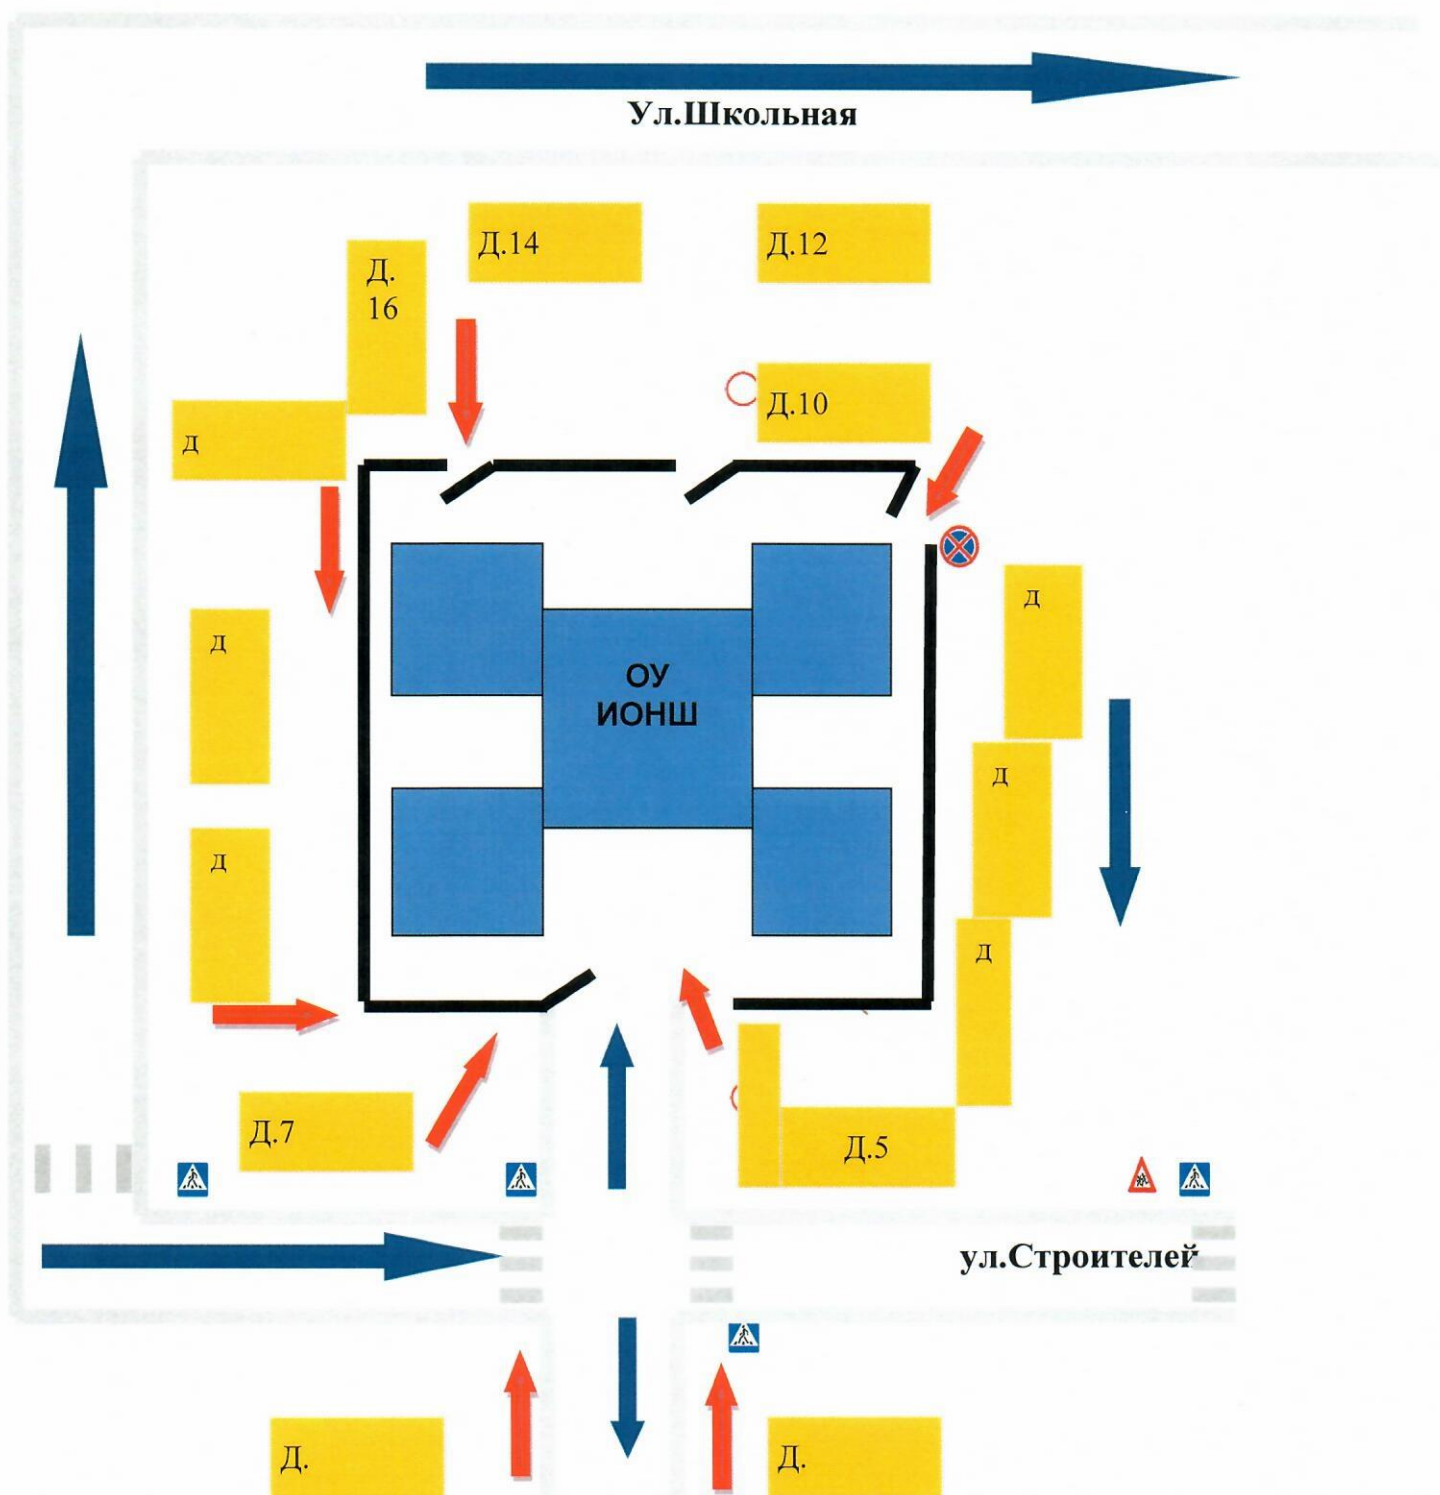 Ул.Школьная
Д.14
Д.12
Д.
16
Д.10
д
д
д
ОУ
ИОНШ
д
д
д
Д.7
Д.5
ул.Строителей
Д.
Д.